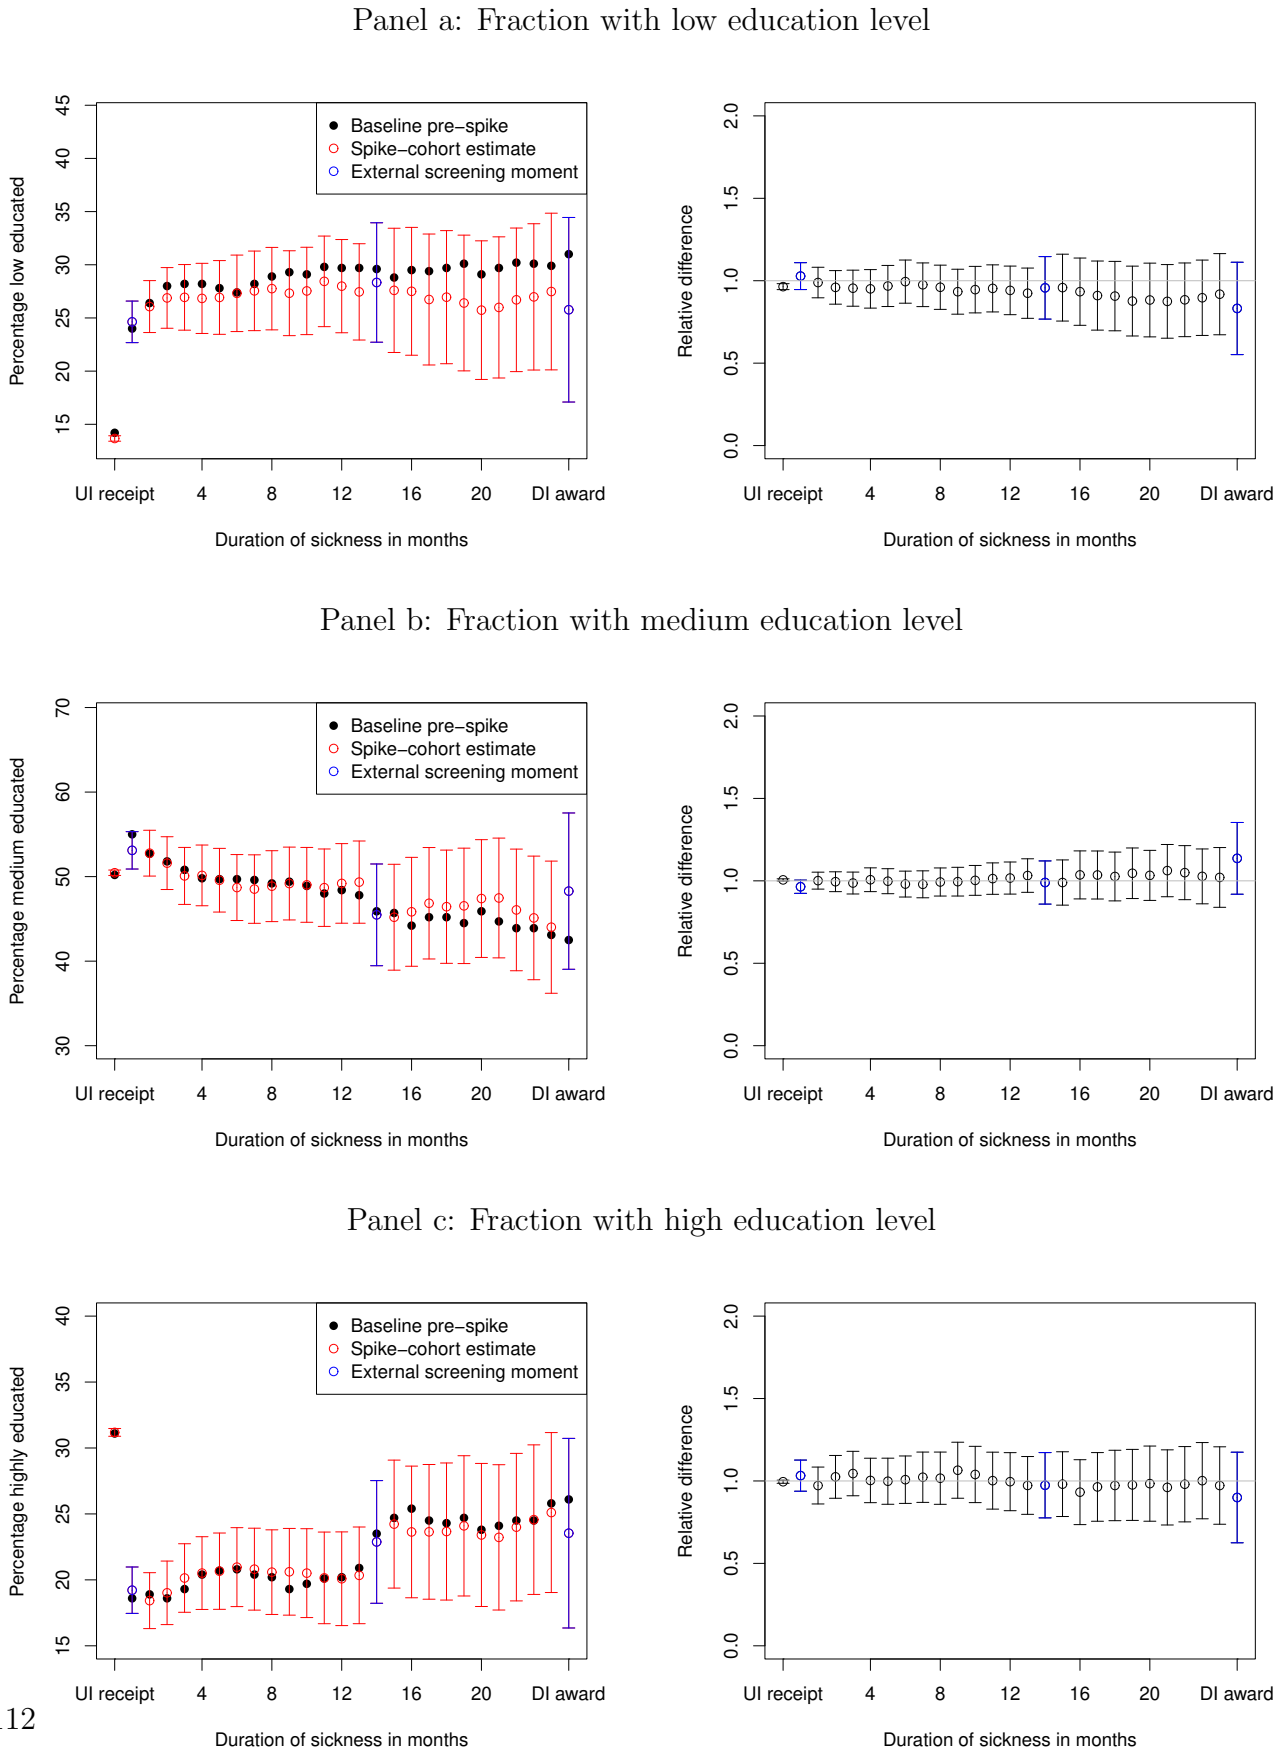 Panel a: Fraction with low education level
45
40
35
30
25
20
15
Percentage low educated
Baseline pre−spike
Spike−cohort estimate
External screening moment
UI receipt 4 8 12 16 20 DI award
Duration of sickness in months
2.0
1.5
1.0
0.5
0.0
Relative difference
UI receipt 4 8 12 16 20 DI award
Duration of sickness in months
Panel b: Fraction with medium education level
70
60
50
40
30
Percentage medium educated
Baseline pre−spike
Spike−cohort estimate
External screening moment
UI receipt 4 8 12 16 20 DI award
Duration of sickness in months
2.0
1.5
1.0
0.5
0.0
Relative difference
UI receipt 4 8 12 16 20 DI award
Duration of sickness in months
Panel c: Fraction with high education level
40
35
30
25
20
15
Percentage highly educated
Baseline pre−spike
Spike−cohort estimate
External screening moment
UI receipt 4 8 12 16 20 DI award
Duration of sickness in months
2.0
1.5
1.0
0.5
0.0
Relative difference
UI receipt 4 8 12 16 20 DI award
Duration of sickness in months
112